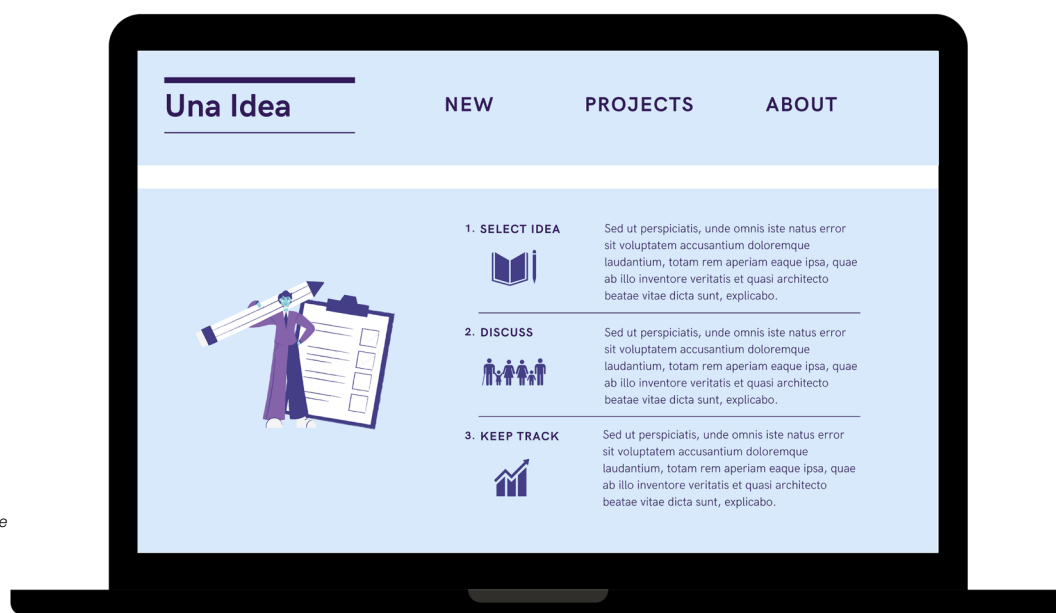 Una Idea
NEW
PROJECTS
ABOUT
1. SELECT IDEA
Sed ut perspiciatis, unde omnis iste natus error
sit voluptatem accusantium doloremque
laudantium, totam rem aperiam eaque ipsa, quae
ab illo inventore veritatis et quasi architecto
beatae vitae dicta sunt, explicabo.
2. DISCUSS
Sed ut perspiciatis, unde omnis iste natus error
sit voluptatem accusantium doloremque
laudantium, totam rem aperiam eaque ipsa, quae
ab illo inventore veritatis et quasi architecto
beatae vitae dicta sunt, explicabo.
3. KEEP TRACK
Sed ut perspiciatis, unde omnis iste natus error
sit voluptatem accusantium doloremque
laudantium, totam rem aperiam eaque ipsa, quae
ab illo inventore veritatis et quasi architecto
beatae vitae dicta sunt, explicabo.